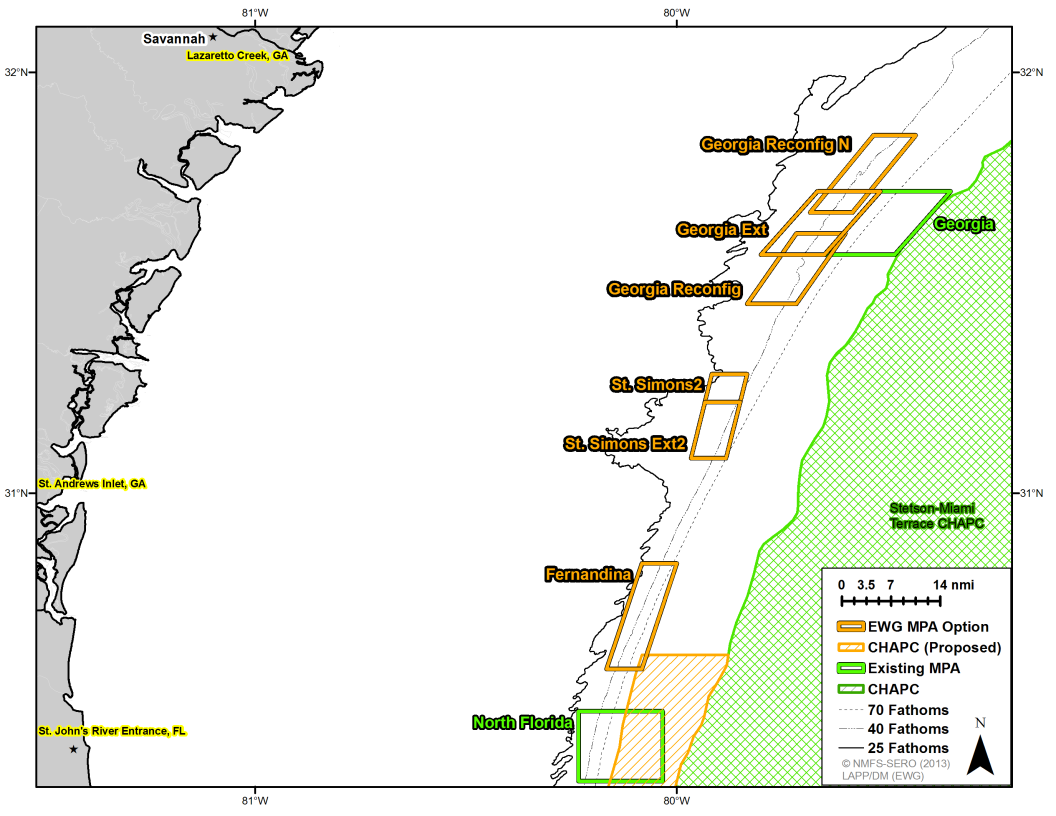 81°W
80°W
Savannah
Lazaretto Creek, GA
32°N
32°N
Georgia Reconfig N
Georgia Ext
Georgia
Georgia Reconfig
St. Simons2
St. Simons Ext2
St. Andrews Inlet, GA
31°N
31°N
Stetson-Miami
Terrace CHAPC
Fernandina
0 3.5 7 14 nmi
EWG MPA Option
CHAPC (Proposed)
Existing MPA
CHAPC
70 Fathoms
40 Fathoms
25 Fathoms
N
© NMFS-SERO (2013)
LAPP/DM (EWG)
North Florida
St. John's River Entrance, FL
81°W
80°W